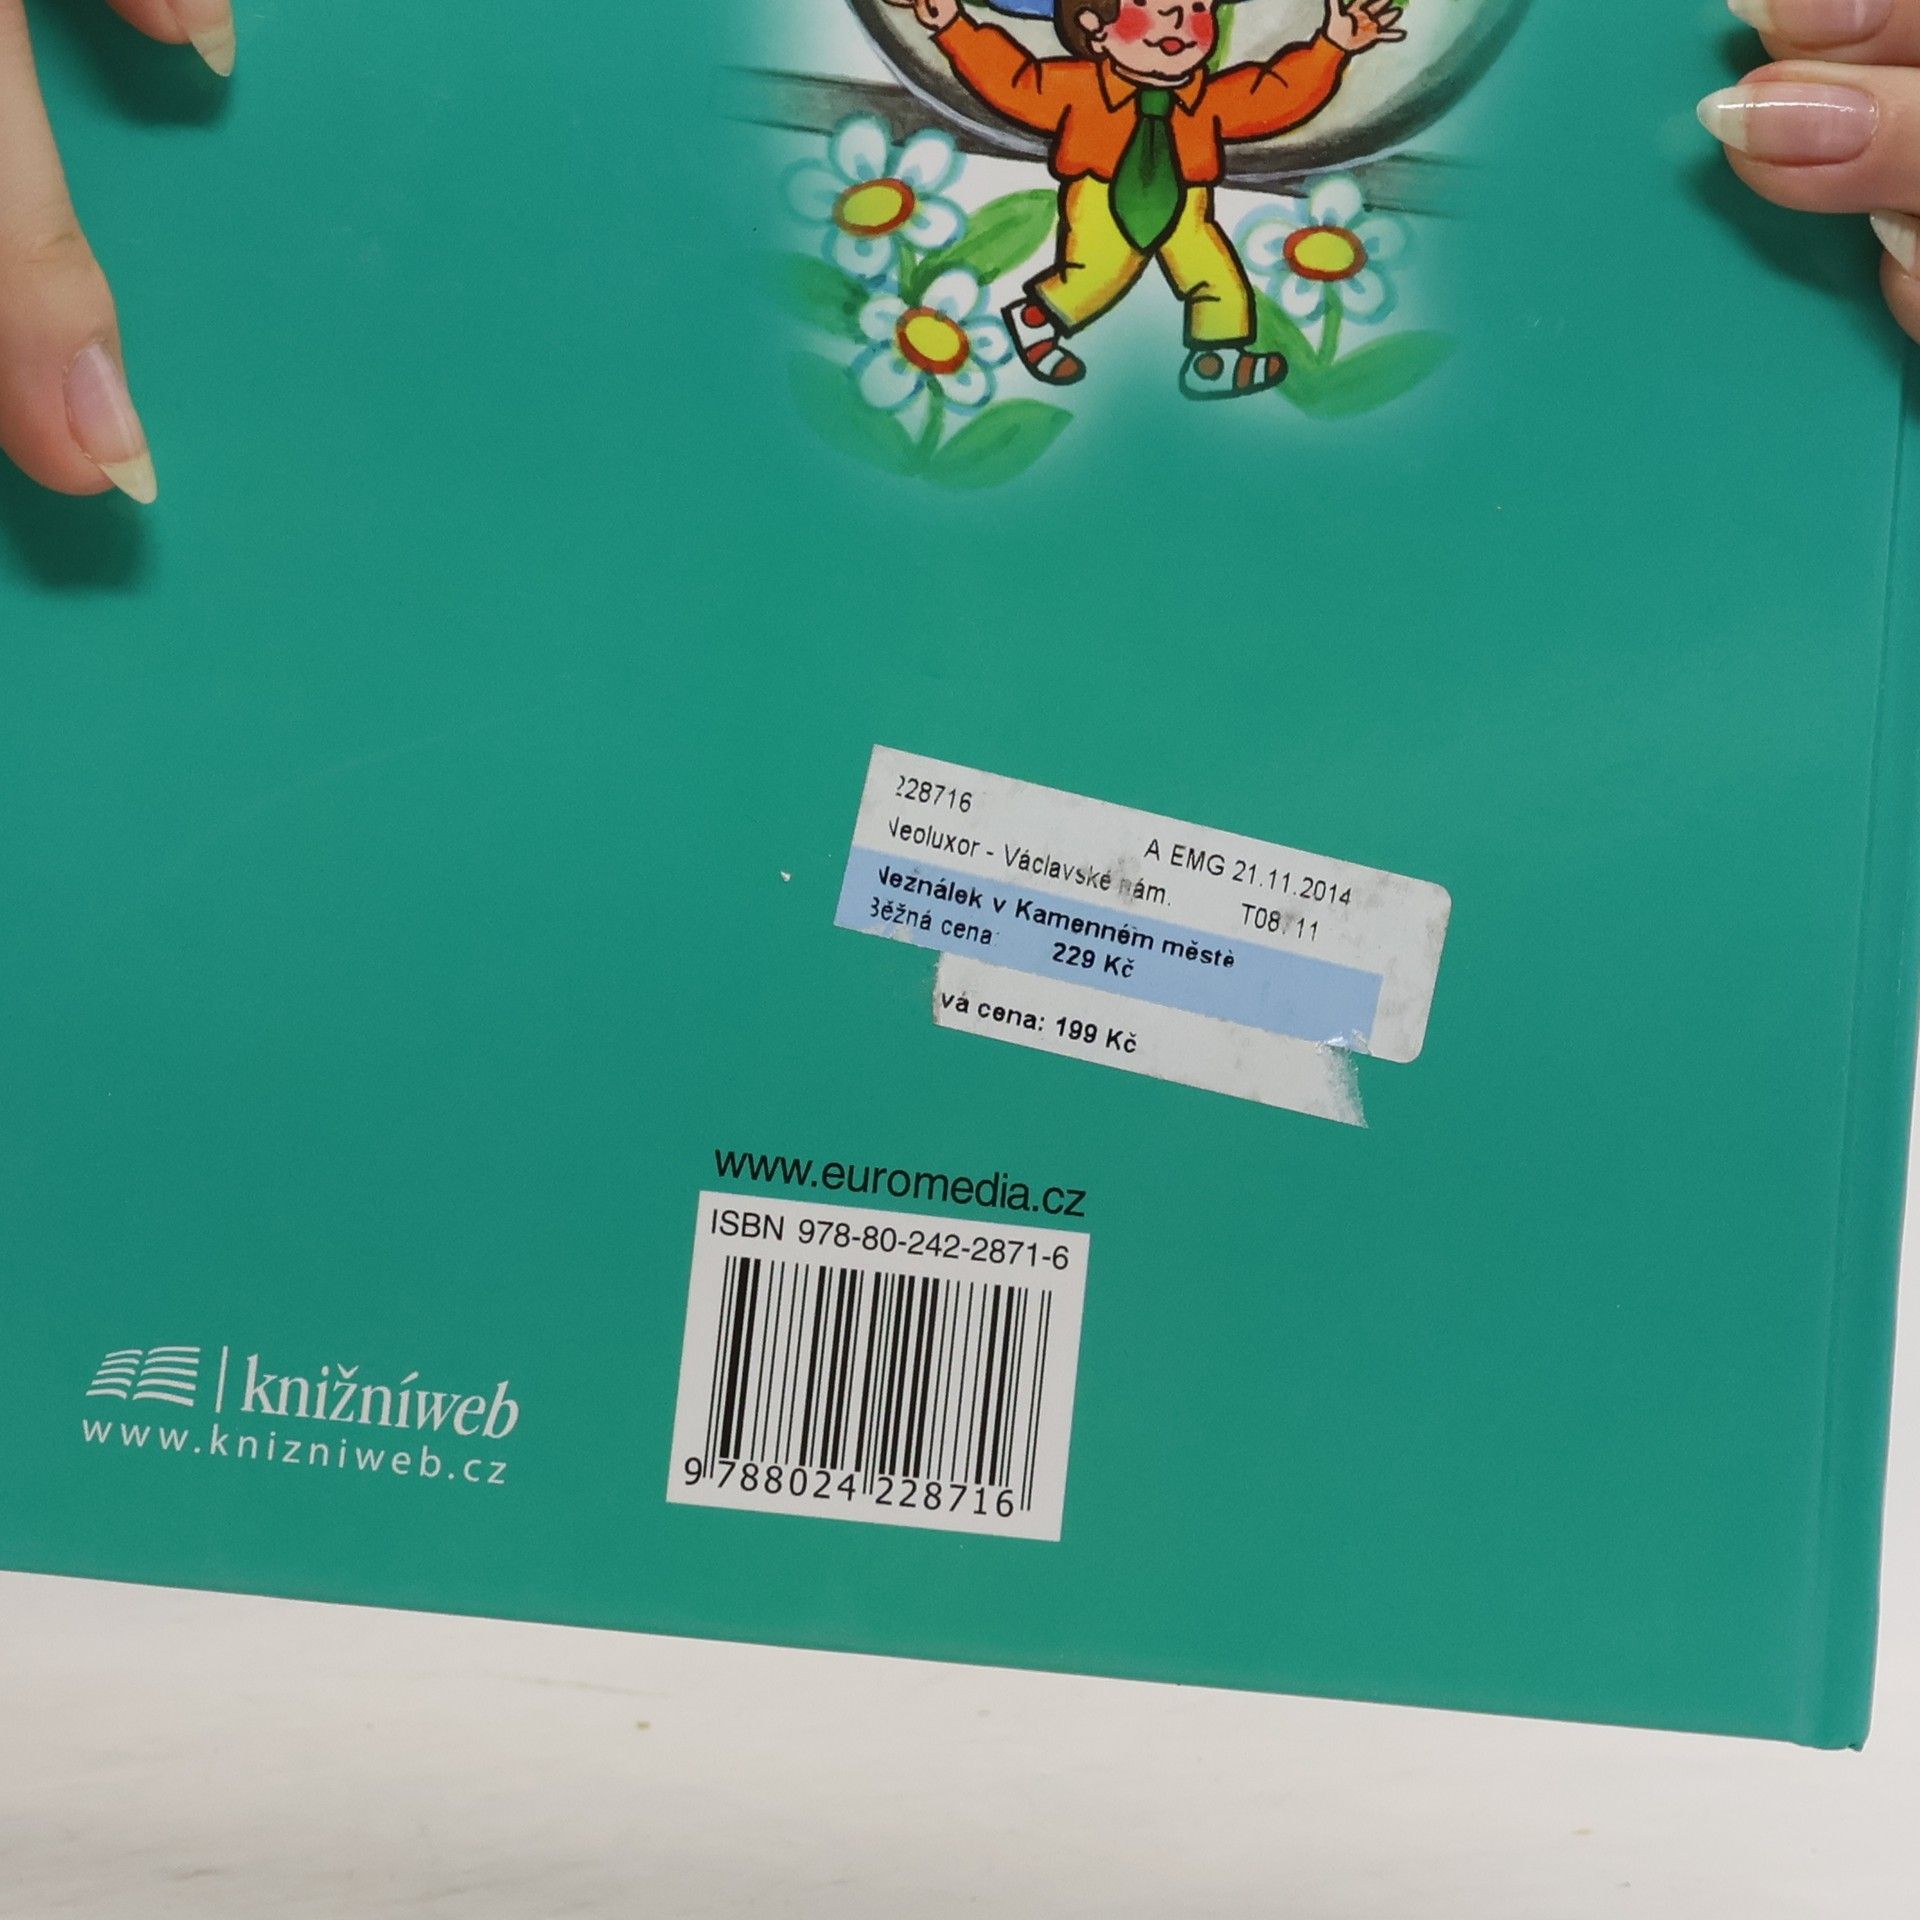 228716
A EMG 21.11.2014
Neoluxor - Václavské nám.
T08.11
Neználek v Kamenném městě
Běžná cena:
229 Kč
vá cena: 199 Kč
www.euromedia.cz
ISBN 978-80-242-2871-6
9 788024 228716
knižníweb
www.knizniweb.cz